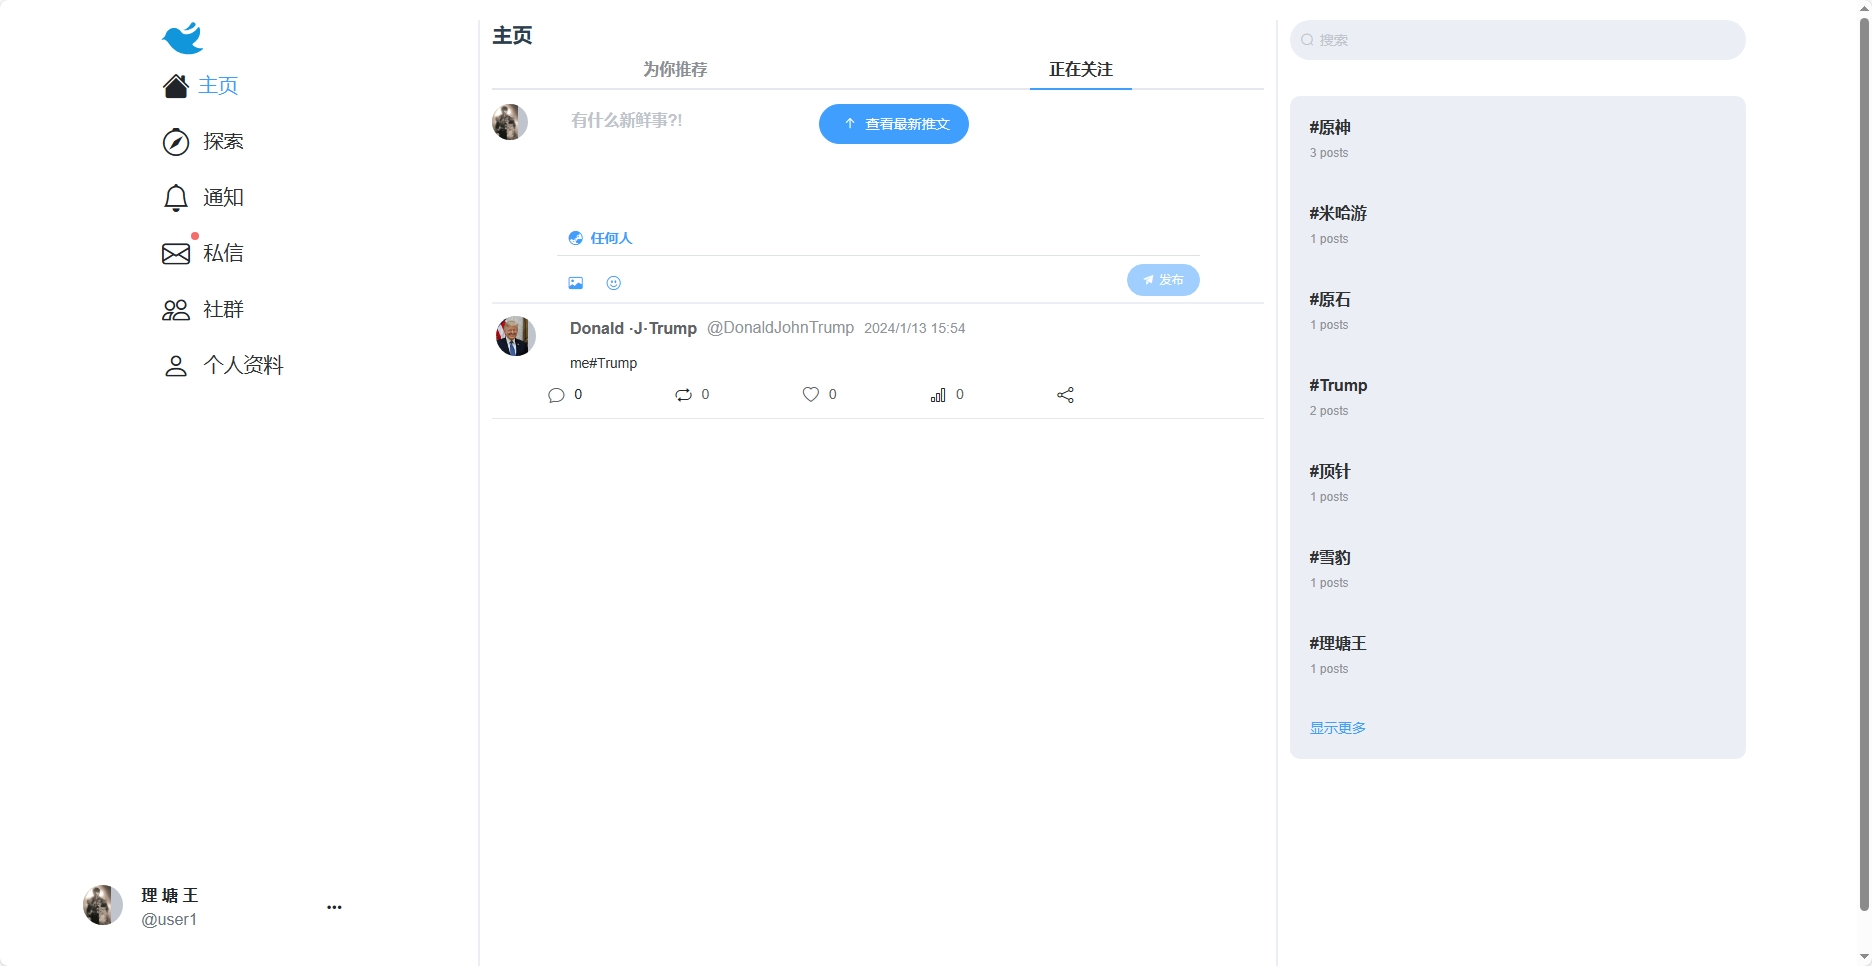 主页
探索
通知
私信
社群
个人资料
理 塘 王
@user1
主页
为你推荐
正在关注
有什么新鲜事?!
查看最新推文
任何人
发布
Donald ·J·Trump @DonaldJohnTrump 2024/1/13 15:54
me#Trump
0 0 0 0
搜索
#原神
3 posts
#米哈游
1 posts
#原石
1 posts
#Trump
2 posts
#顶针
1 posts
#雪豹
1 posts
#理塘王
1 posts
显示更多